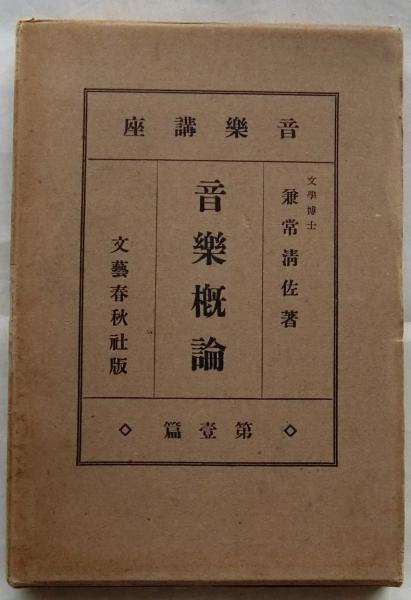 音樂講座
文學博士
兼常清佐著
音樂概論
文藝春秋社版
◇第壹篇◇